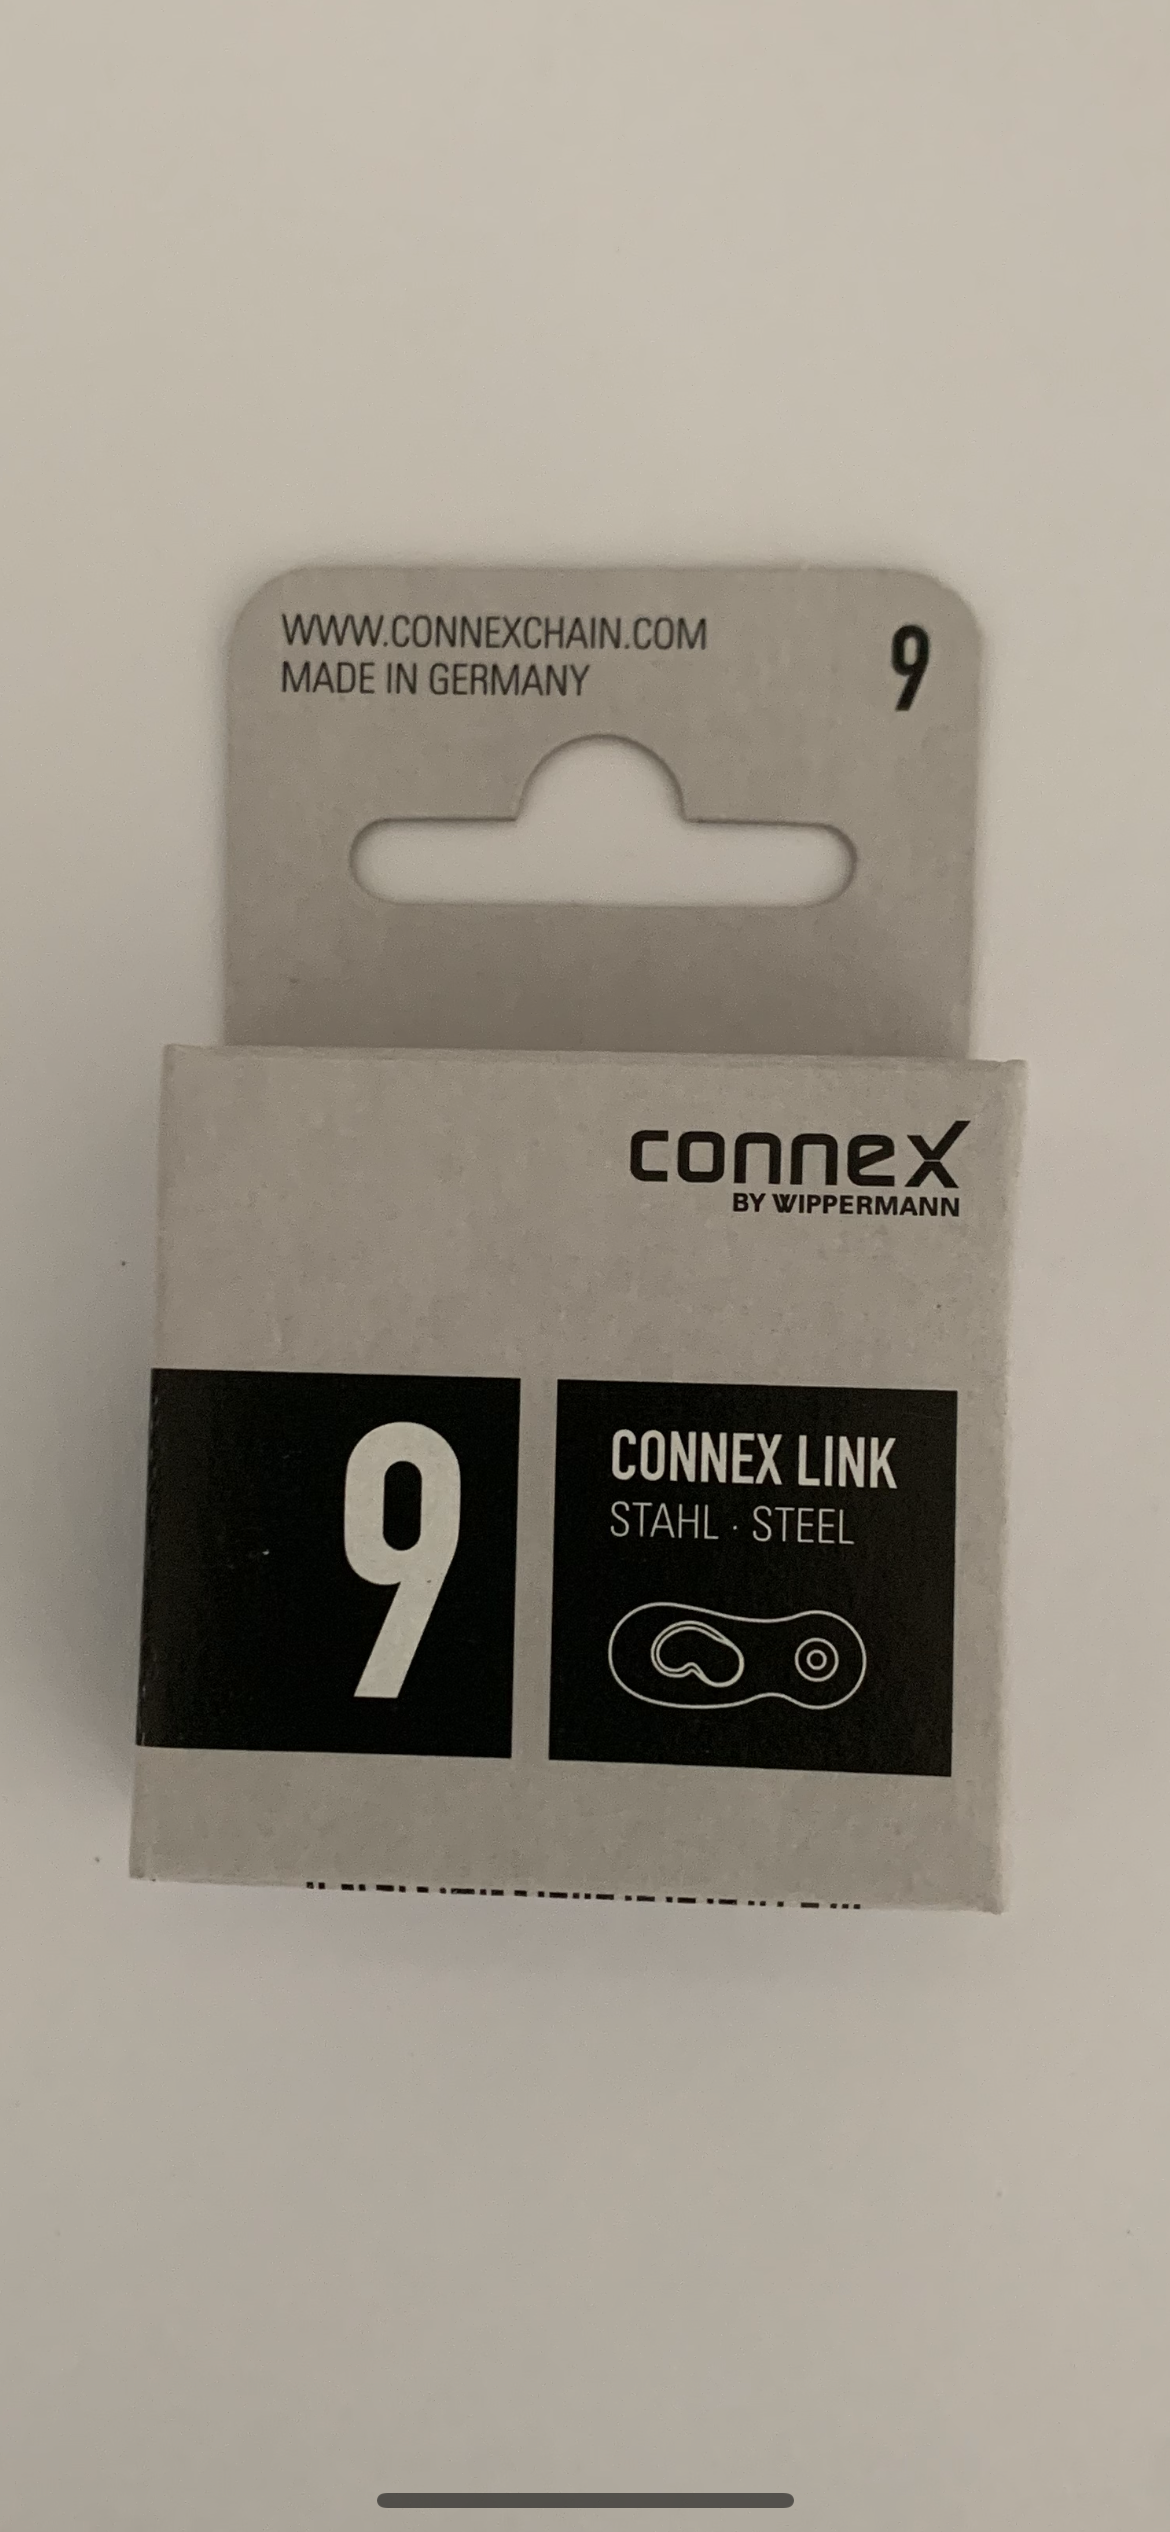 WWW.CONNEXCHAIN.COM
MADE IN GERMANY
9
connex
BY WIPPERMANN
9
CONNEX LINK
STAHL · STEEL